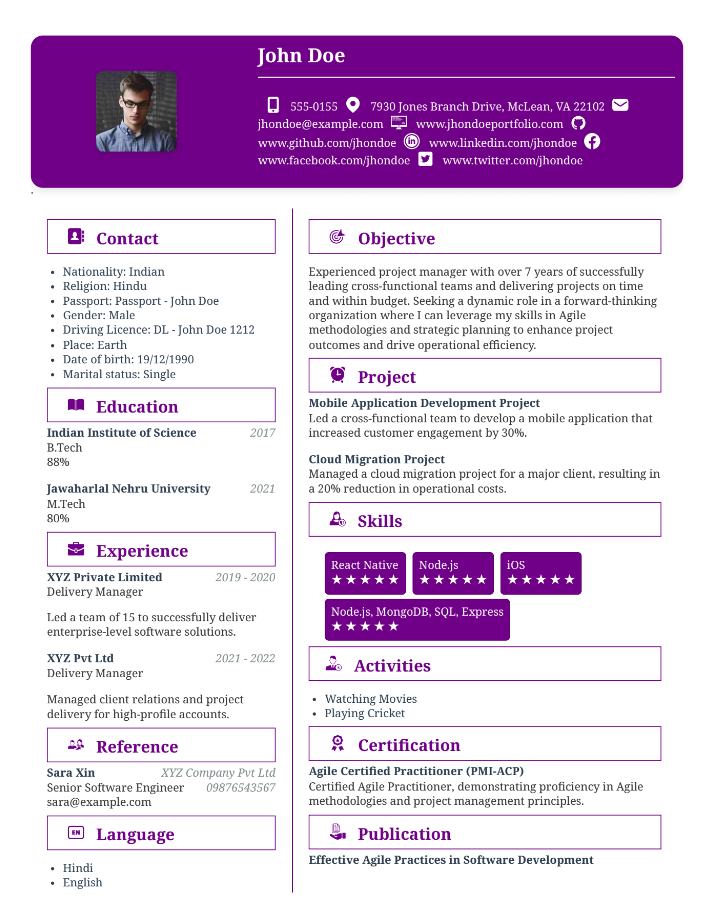 John Doe
555-0155 7930 Jones Branch Drive, McLean, VA 22102
jhondoe@example.com www.jhondoeportfolio.com
www.github.com/jhondoe www.linkedin.com/jhondoe
www.facebook.com/jhondoe www.twitter.com/jhondoe
Contact
• Nationality: Indian
• Religion: Hindu
• Passport: Passport - John Doe
• Gender: Male
• Driving Licence: DL - John Doe 1212
• Place: Earth
• Date of birth: 19/12/1990
• Marital status: Single
Education
Indian Institute of Science 2017
B.Tech
88%
Jawaharlal Nehru University 2021
M.Tech
80%
Experience
XYZ Private Limited 2019 - 2020
Delivery Manager
Led a team of 15 to successfully deliver
enterprise-level software solutions.
XYZ Pvt Ltd 2021 - 2022
Delivery Manager
Managed client relations and project
delivery for high-profile accounts.
Reference
Sara Xin XYZ Company Pvt Ltd
Senior Software Engineer 09876543567
sara@example.com
EN Language
• Hindi
• English
Objective
Experienced project manager with over 7 years of successfully
leading cross-functional teams and delivering projects on time
and within budget. Seeking a dynamic role in a forward-thinking
organization where I can leverage my skills in Agile
methodologies and strategic planning to enhance project
outcomes and drive operational efficiency.
Project
Mobile Application Development Project
Led a cross-functional team to develop a mobile application that
increased customer engagement by 30%.
Cloud Migration Project
Managed a cloud migration project for a major client, resulting in
a 20% reduction in operational costs.
Skills
React Native Node.js iOS
★★★★★ ★★★★★ ★★★★★
Node.js, MongoDB, SQL, Express
★★★★★
Activities
• Watching Movies
• Playing Cricket
Certification
Agile Certified Practitioner (PMI-ACP)
Certified Agile Practitioner, demonstrating proficiency in Agile
methodologies and project management principles.
Publication
Effective Agile Practices in Software Development